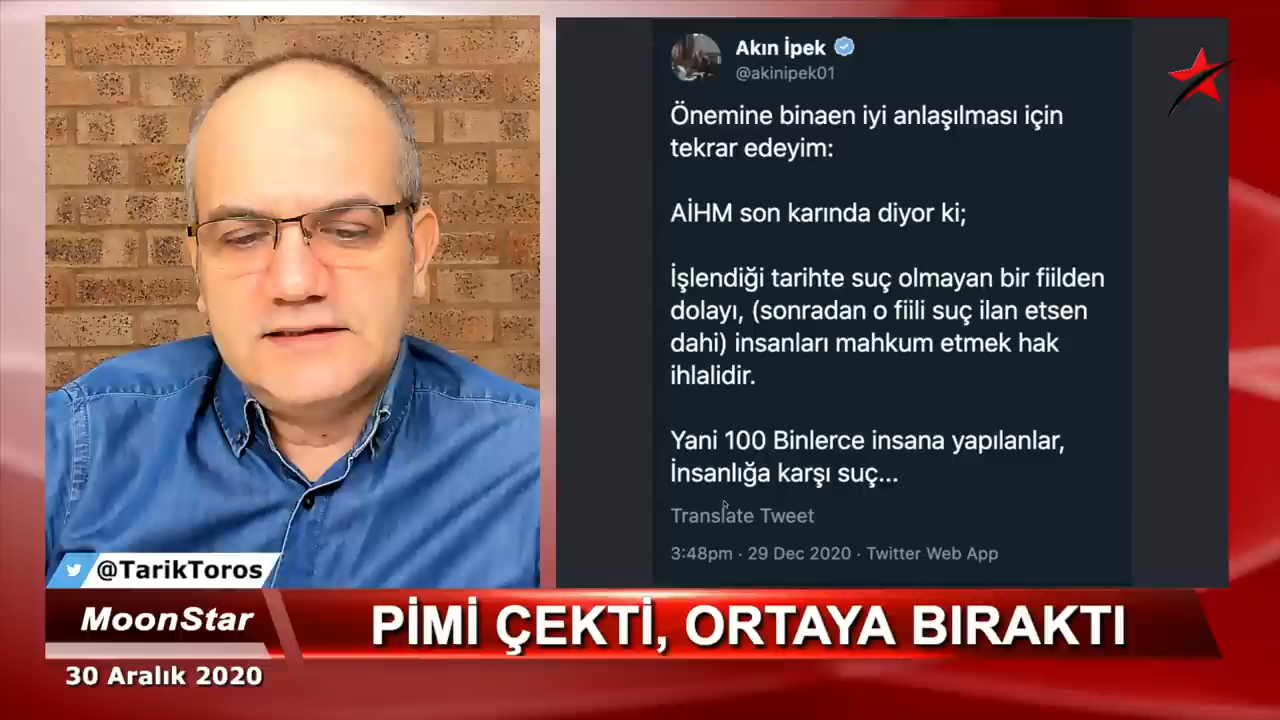 Akın İpek
@akinipek01
Önemine binaen iyi anlaşılması için
tekrar edeyim:
AİHM son karında diyor ki;
İşlendiği tarihte suç olmayan bir fiilden
dolayı, (sonradan o fiili suç ilan etsen
dahi) insanları mahkum etmek hak
ihlalidir.
Yani 100 Binlerce insana yapılanlar,
İnsanlığa karşı suç...
Translate Tweet
3:48pm · 29 Dec 2020 · Twitter Web App
@TarikToros
MoonStar
PİMİ ÇEKTİ, ORTAYA BIRAKTI
30 Aralık 2020